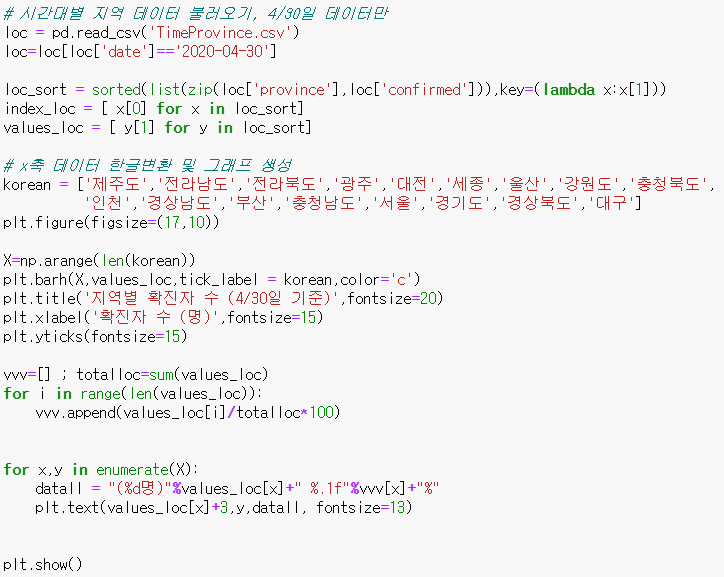 # 시간대별 지역 데이터 불러오기, 4/30일 데이터만
loc = pd.read_csv('TimeProvince.csv')
loc=loc[loc['date']=='2020-04-30']
loc_sort = sorted(list(zip(loc['province'],loc['confirmed'])),key=(lambda x:x[1]))
index_loc = [ x[0] for x in loc_sort]
values_loc = [ y[1] for y in loc_sort]
# x축 데이터 한글변환 및 그래프 생성
korean = ['제주도','전라남도','전라북도','광주','대전','세종','울산','강원도','충청북도',
'인천','경상남도','부산','충청남도','서울','경기도','경상북도','대구']
plt.figure(figsize=(17,10))
X=np.arange(len(korean))
plt.barh(X,values_loc,tick_label = korean,color='c')
plt.title('지역별 확진자 수 (4/30일 기준)',fontsize=20)
plt.xlabel('확진자 수 (명)',fontsize=15)
plt.yticks(fontsize=15)
vvv=[] ; totalloc=sum(values_loc)
for i in range(len(values_loc)):
    vvv.append(values_loc[i]/totalloc*100)
for x,y in enumerate(X):
    datall = "(%d명)"%values_loc[x]+" %.1f"%vvv[x]+"%"
    plt.text(values_loc[x]+3,y,datall, fontsize=13)
plt.show()